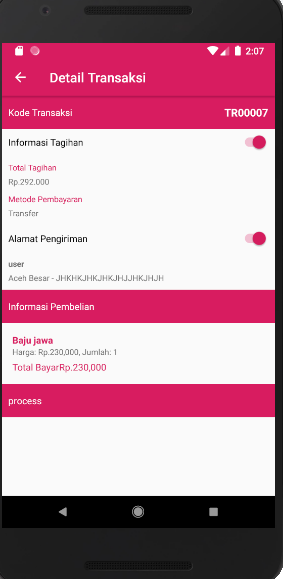 2:07
Detail Transaksi
Kode Transaksi TR00007
Informasi Tagihan
Total Tagihan
Rp.292.000
Metode Pembayaran
Transfer
Alamat Pengiriman
user
Aceh Besar - JHKHKJHKJHKJHJJHKJHJH
Informasi Pembelian
Baju jawa
Harga: Rp.230,000, Jumlah: 1
Total BayarRp.230,000
process